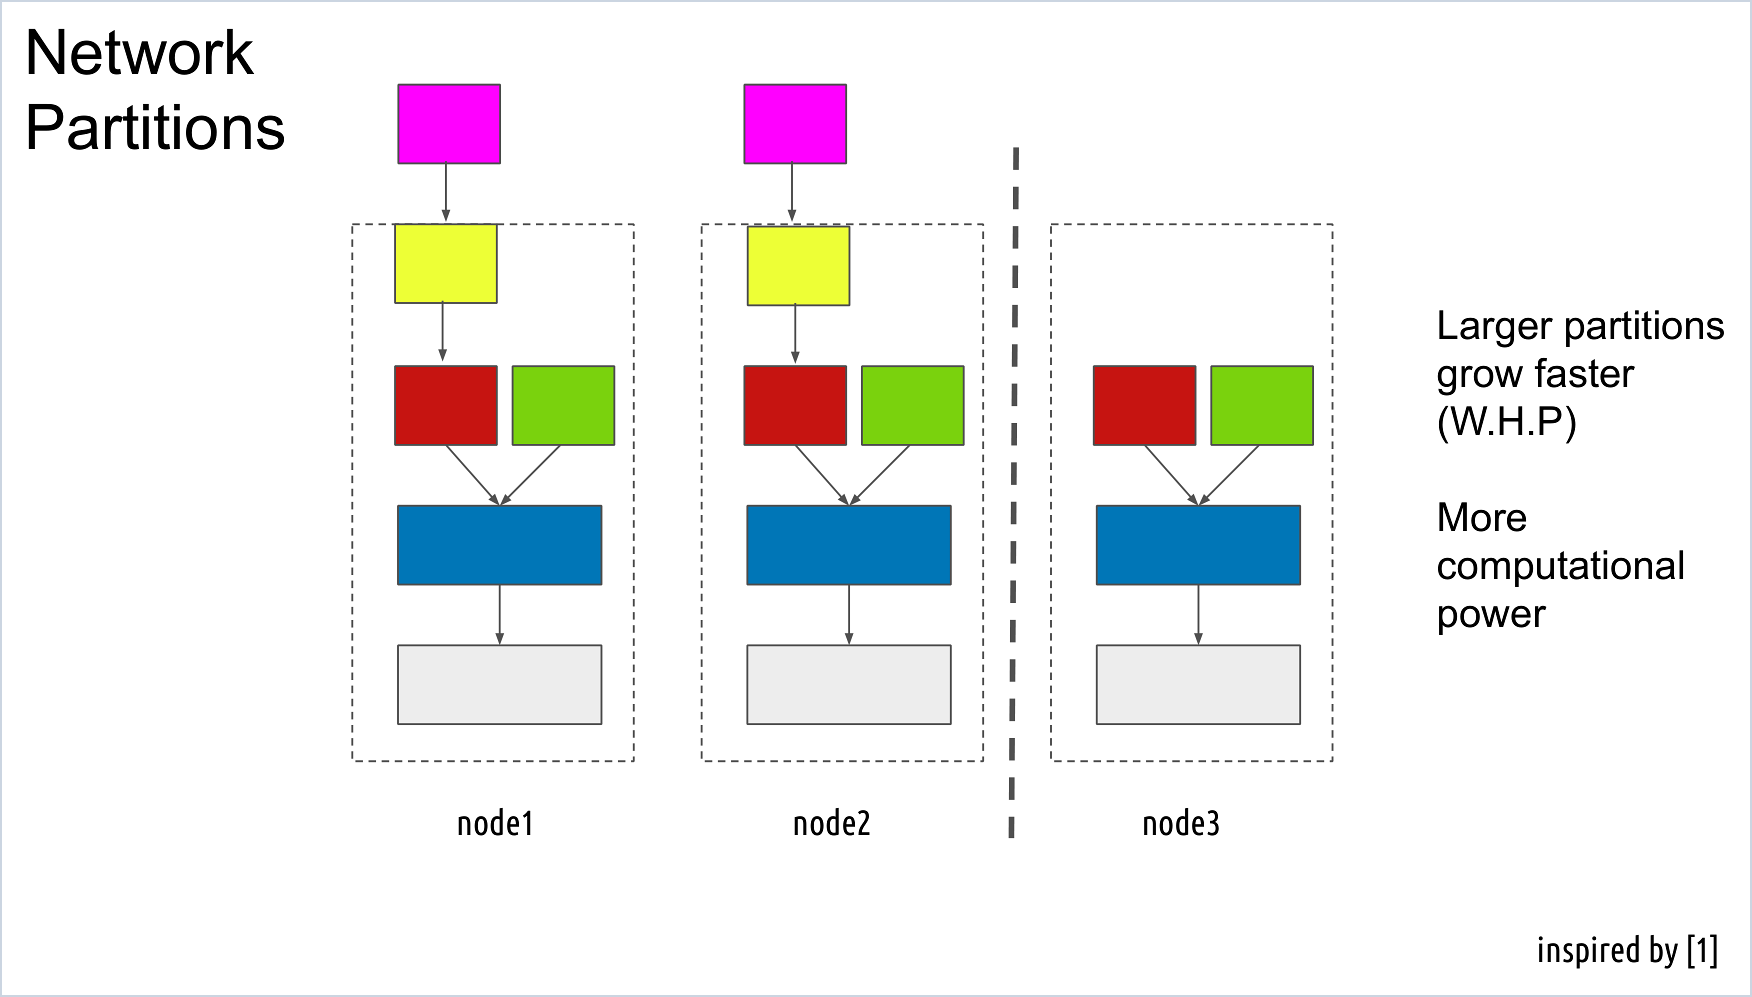 Network
Partitions
Larger partitions
grow faster
(W.H.P)
More
computational
power
node1
node2
node3
inspired by [1]